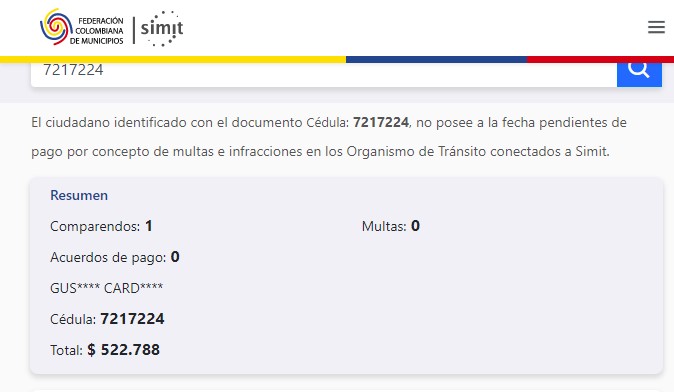 FEDERACIÓN
COLOMBIANA
DE MUNICIPIOS
simit
7217224
El ciudadano identificado con el documento Cédula: 7217224, no posee a la fecha pendientes de
pago por concepto de multas e infracciones en los Organismo de Tránsito conectados a Simit.
Resumen
Comparendos: 1 Multas: 0
Acuerdos de pago: 0
GUS**** CARD****
Cédula: 7217224
Total: $ 522.788